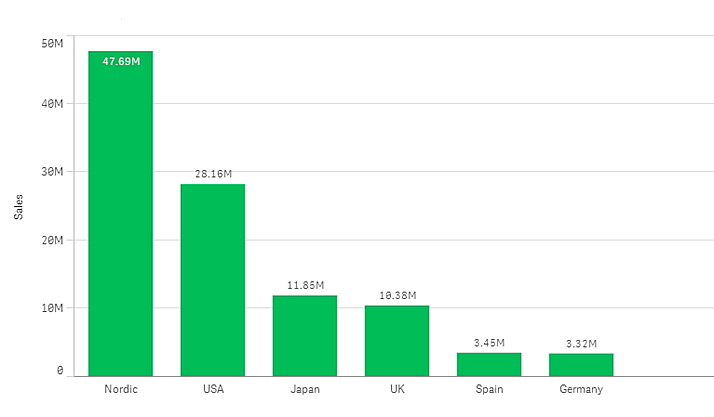 50M
40M
30M
20M
10M
0
Sales
47.69M
28.16M
11.85M
10.38M
3.45M
3.32M
Nordic
USA
Japan
UK
Spain
Germany